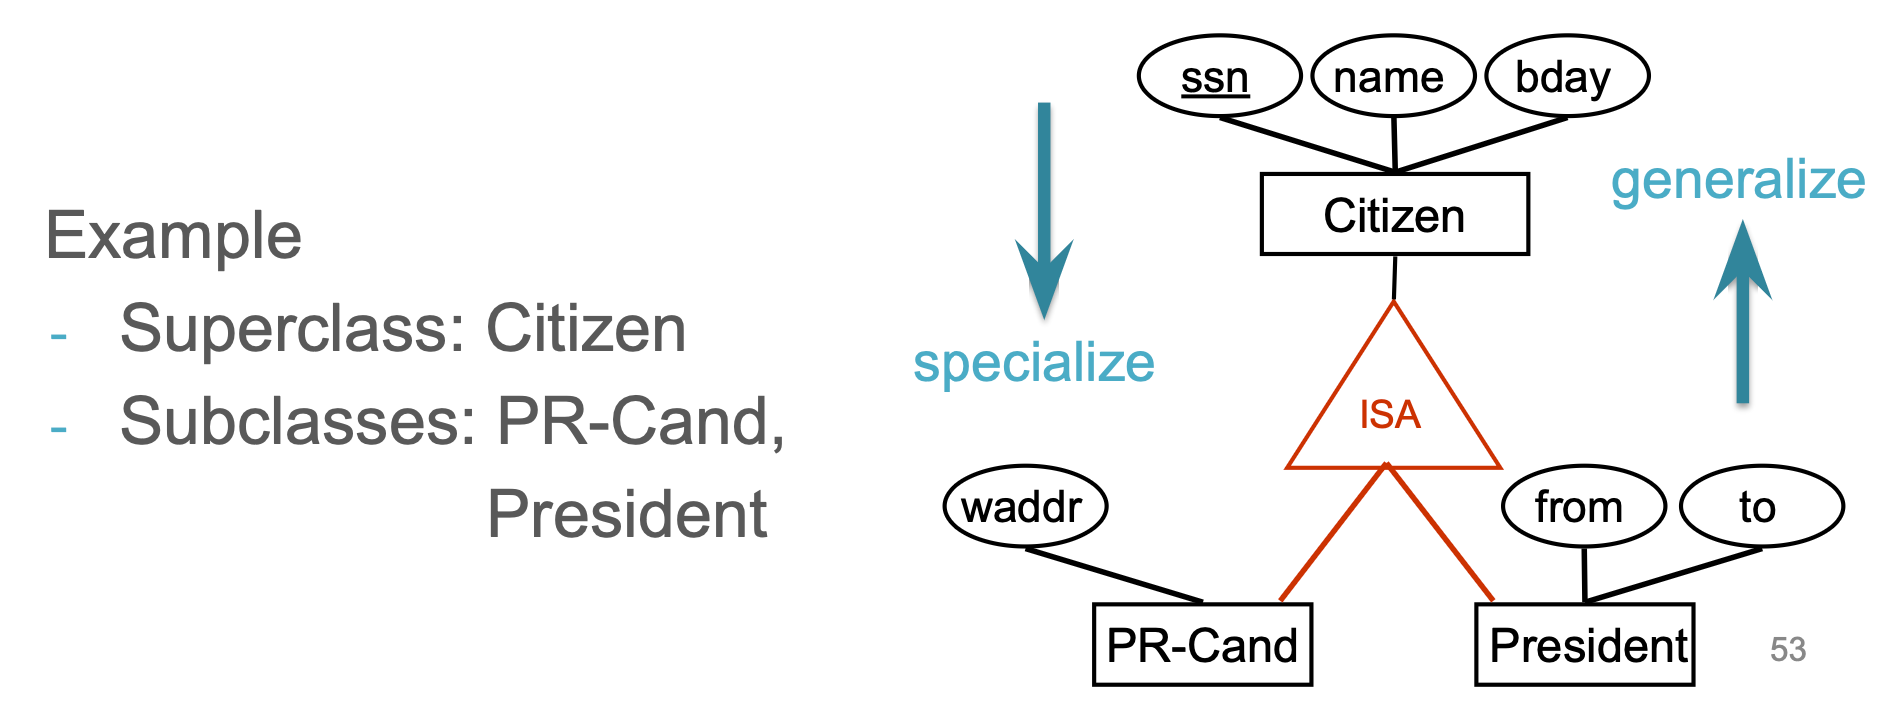 Example
- Superclass: Citizen
- Subclasses: PR-Cand,
President
specialize
generalize
ssn name bday
Citizen
ISA
waddr
from to
PR-Cand
President
53